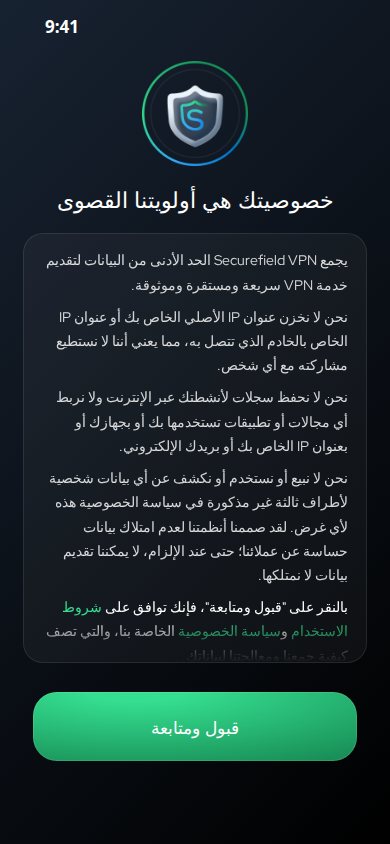 9:41
خصوصيتك هي أولويتنا القصوى
يجمع Securefield VPN الحد الأدنى من البيانات لتقديم
خدمة VPN سريعة ومستقرة وموثوقة.
نحن لا نخزن عنوان IP الأصلي الخاص بك أو عنوان IP
الخاص بالخادم الذي تتصل به، مما يعني أننا لا نستطيع
مشاركته مع أي شخص.
نحن لا نحفظ سجلات لأنشطتك عبر الإنترنت ولا نربط
أي مجالات أو تطبيقات تستخدمها بك أو بجهازك أو
بعنوان IP الخاص بك أو بريدك الإلكتروني.
نحن لا نبيع أو نستخدم أو نكشف عن أي بيانات شخصية
لأطراف ثالثة غير مذكورة في سياسة الخصوصية هذه
لأي غرض. لقد صممنا أنظمتنا لعدم امتلاك بيانات
حساسة عن عملائنا؛ حتى عند الإلزام، لا يمكننا تقديم
بيانات لا نمتلكها.
بالنقر على "قبول ومتابعة"، فإنك توافق على شروط
الاستخدام وسياسة الخصوصية الخاصة بنا، والتي تصف
كيفية جمعنا ومعالجتنا لبياناتك
قبول ومتابعة